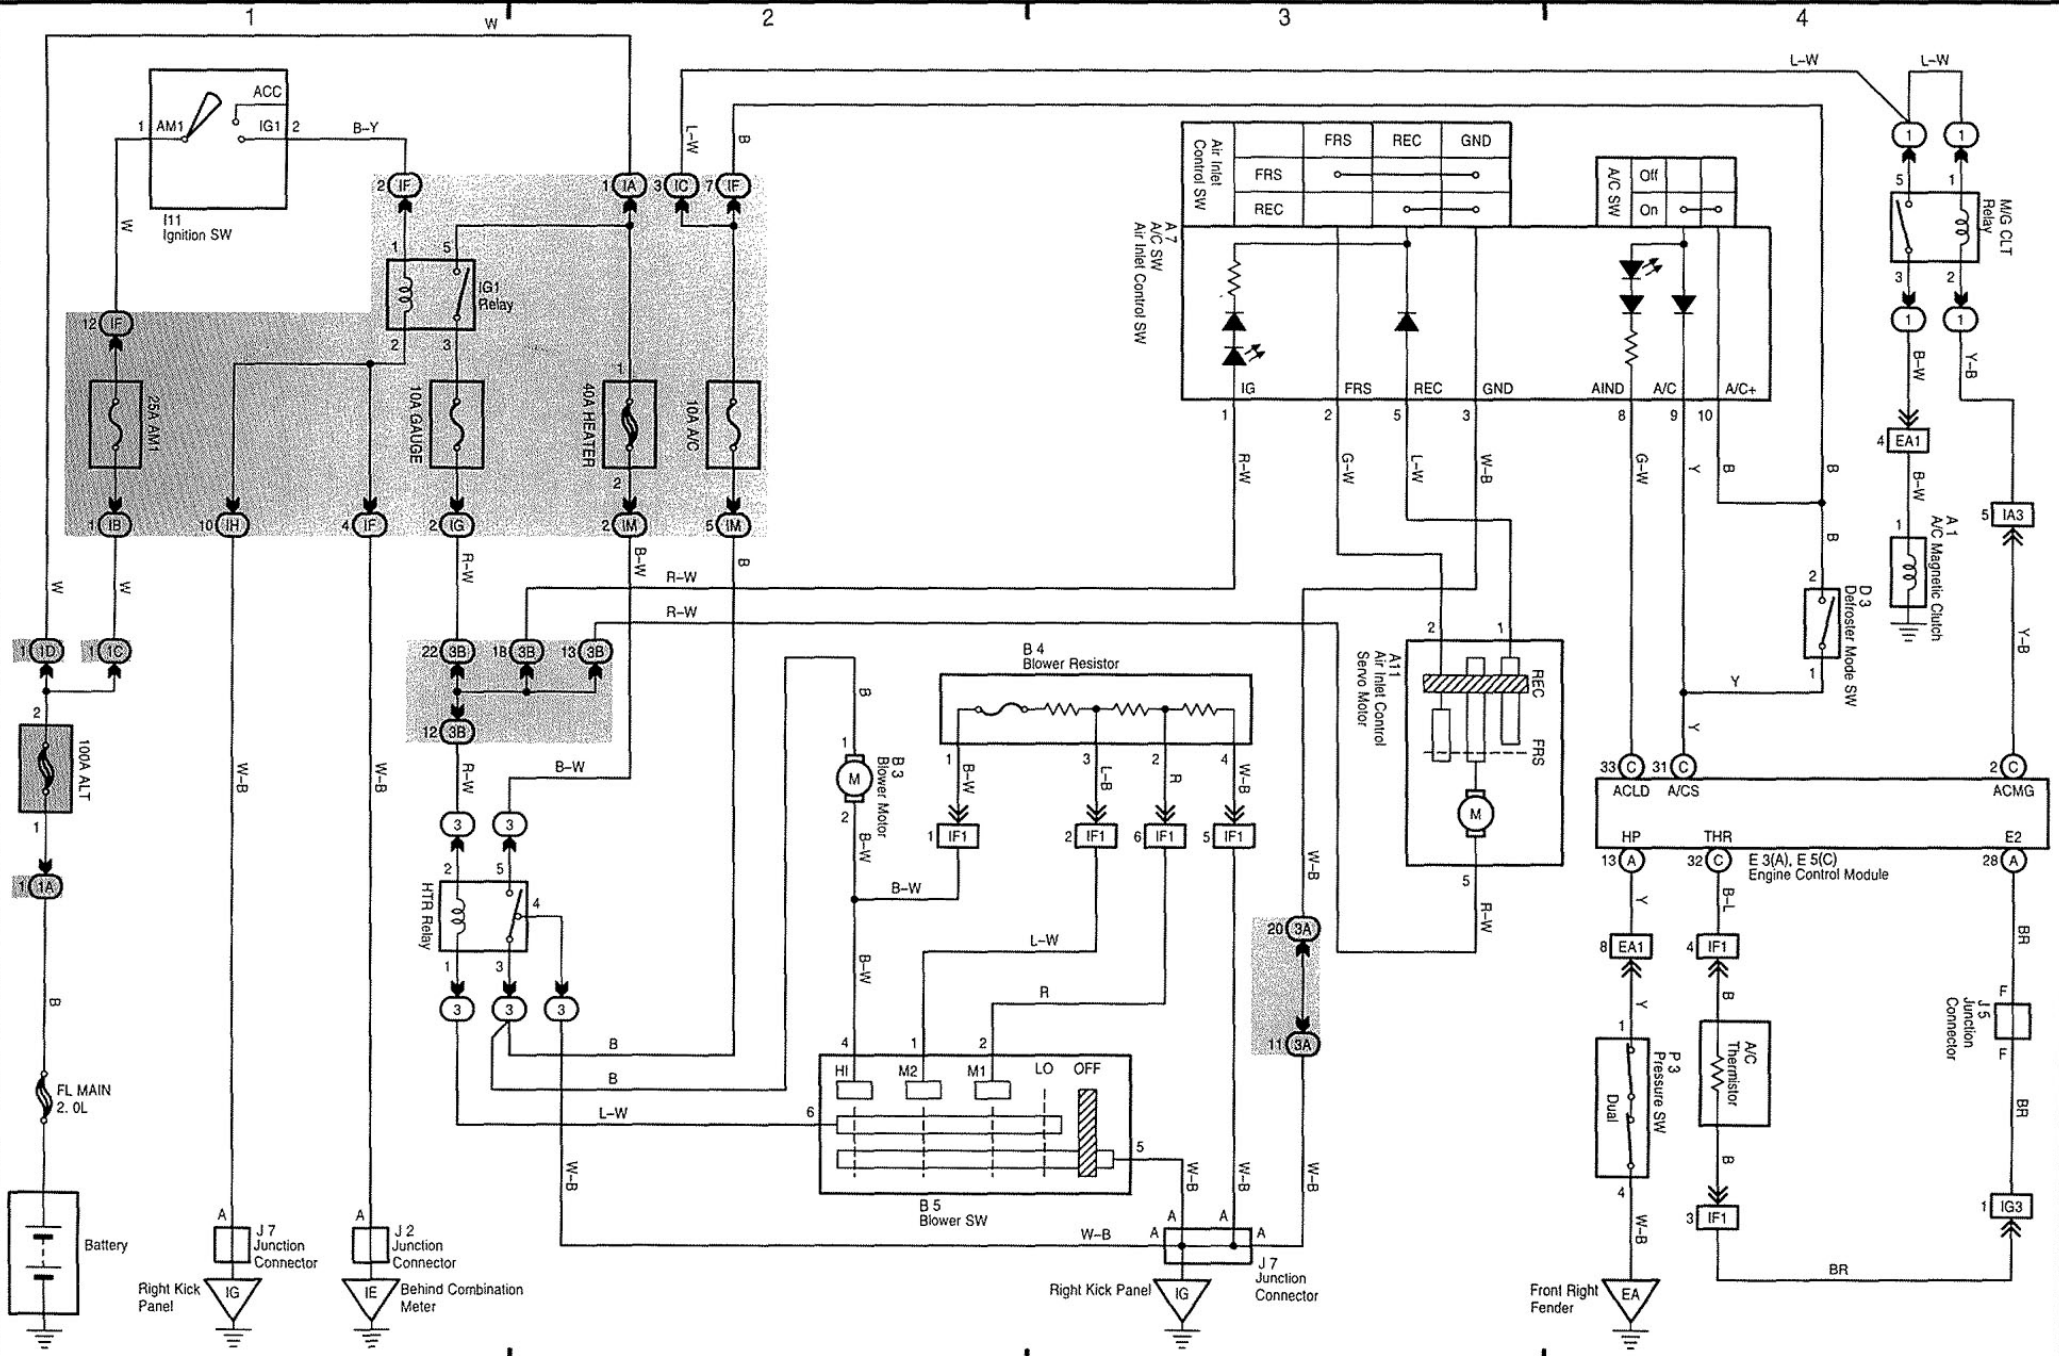 1 2 3 4
W
L–W L–W
ACC
1 AM1 IG1 2 B–Y
I11
Ignition SW
W
L–W B
2 IF 1 IA 3 IC 7 IF
1 5
IG1
Relay
2 3
12 IF
25A AM1
10A GAUGE
1
40A HEATER
2
10A A/C
1 IB 10 IH 4 IF 2 IG 2 IM 5 IM
W W R–W B–W B
R–W
R–W
Air Inlet
Control SW
FRS REC GND
FRS
REC
A/C SW
Off
On
A 7
A/C SW
Air Inlet Control SW
IG FRS REC GND AIND A/C A/C+
1 2 5 3 8 9 10
R–W G–W L–W W–B G–W Y B B
1 1
5 1
M/G CLT
Relay
3 2
1 1
B–W Y–B
4 EA1
B–W
1
A 1
A/C Magnetic Clutch
5 IA3
Y–B
B
2
D 3
Defroster Mode SW
1
Y
Y
1 1D 1 1C
2
100A ALT
1
1 1A
B
FL MAIN
2. 0L
Battery
22 3B 18 3B 13 3B
12 3B
R–W
B–W
3 3
2 5
HTR Relay
4
1 3
3 3 3
W–B W–B
B
B
L–W
W–B
B
1
M
B 3
Blower Motor
2
B–W
B–W
B–W
B 4
Blower Resistor
1 3 2 4
B–W L–B R W–B
1 IF1 2 IF1 6 IF1 5 IF1
L–W
R
4 1 2
HI M2 M1 LO OFF
6
5
B 5
Blower SW
W–B W–B W–B
W–B
20 3A
11 3A
2 1
A11
Air Inlet Control
Servo Motor
REC
FRS
M
5
R–W
33 C 31 C 2 C
ACLD A/CS ACMG
HP THR E2
13 A 32 C 28 A
E 3(A), E 5(C)
Engine Control Module
Y B–L BR
8 EA1 4 IF1
Y B
F
J 5
Junction
Connector
F
1
P 3
Pressure SW
Dual
4
A/C
Thermistor
B
BR
1 IG3
3 IF1
W–B
BR
A
J 7
Junction
Connector
Right Kick
Panel
IG
A
J 2
Junction
Connector
IE
Behind Combination
Meter
W–B A A A A
J 7
Junction
Connector
Right Kick Panel IG
Front Right
Fender
EA